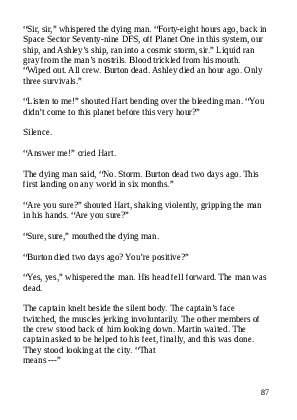 “Sir, sir,” whispered the dying man. “Forty-eight hours ago, back in
Space Sector Seventy-nine DFS, off Planet One in this system, our
ship, and Ashley’s ship, ran into a cosmic storm, sir.” Liquid ran
gray from the man’s nostrils. Blood trickled from his mouth.
“Wiped out. All crew. Burton dead. Ashley died an hour ago. Only
three survivals.”
“Listen to me!” shouted Hart bending over the bleeding man. “You
didn’t come to this planet before this very hour?”
Silence.
“Answer me!” cried Hart.
The dying man said, “No. Storm. Burton dead two days ago. This
first landing on any world in six months.”
“Are you sure?” shouted Hart, shaking violently, gripping the man
in his hands. “Are you sure?”
“Sure, sure,” mouthed the dying man.
“Burton died two days ago? You’re positive?”
“Yes, yes,” whispered the man. His head fell forward. The man was
dead.
The captain knelt beside the silent body. The captain’s face
twitched, the muscles jerking involuntarily. The other members of
the crew stood back of him looking down. Martin waited. The
captain asked to be helped to his feet, finally, and this was done.
They stood looking at the city. “That
means ---”
87